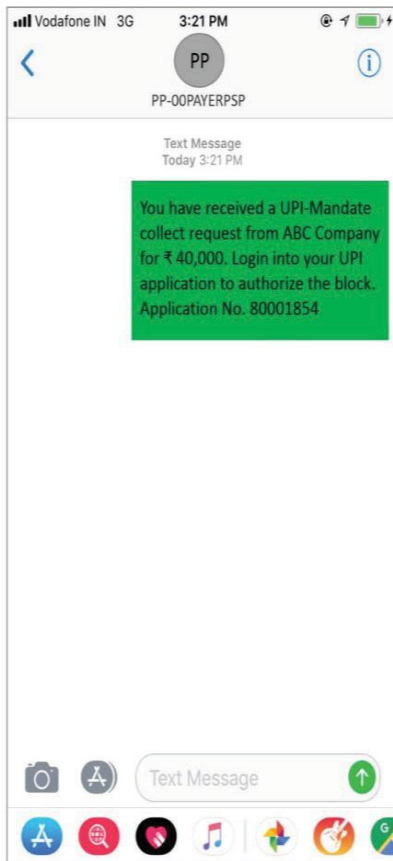 Vodafone IN 3G 3:21 PM
PP
PP-00PAYERPSP
Text Message
Today 3:21 PM
You have received a UPI-Mandate
collect request from ABC Company
for ₹ 40,000. Login into your UPI
application to authorize the block.
Application No. 80001854
Text Message
G